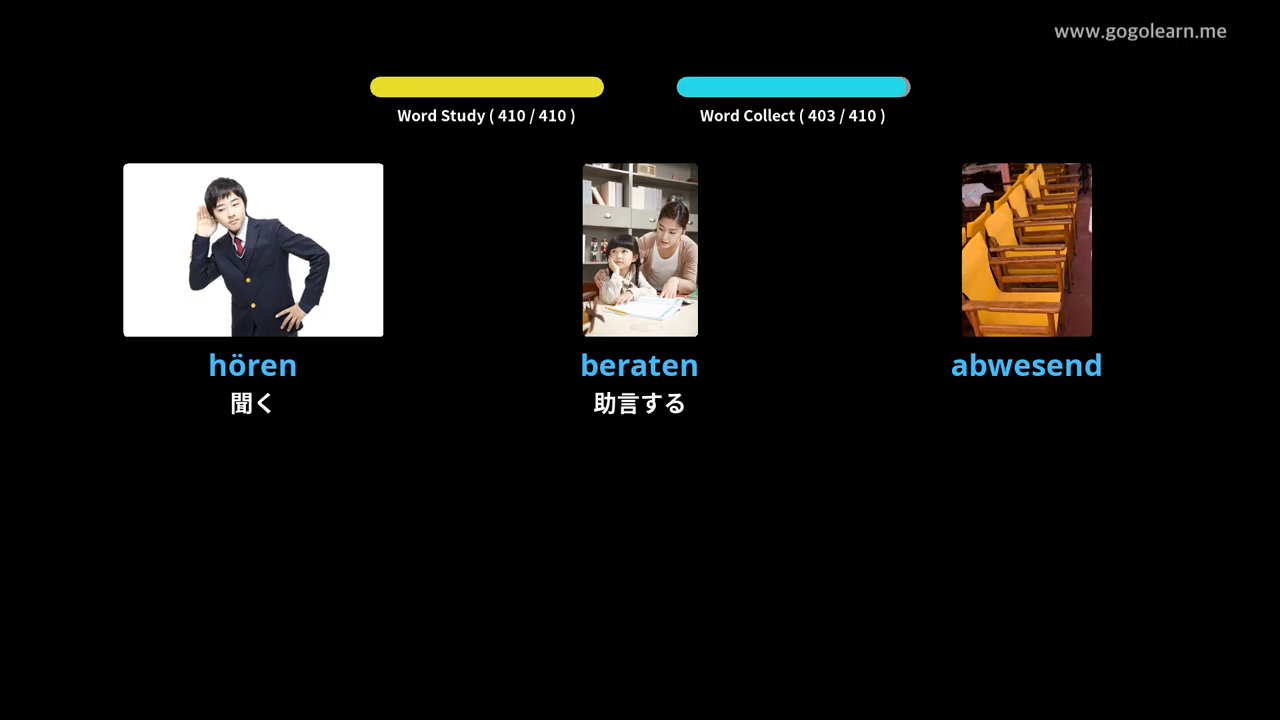 www.gogolearn.me
Word Study ( 410 / 410 )
Word Collect ( 403 / 410 )
hören
聞く
beraten
助言する
abwesend